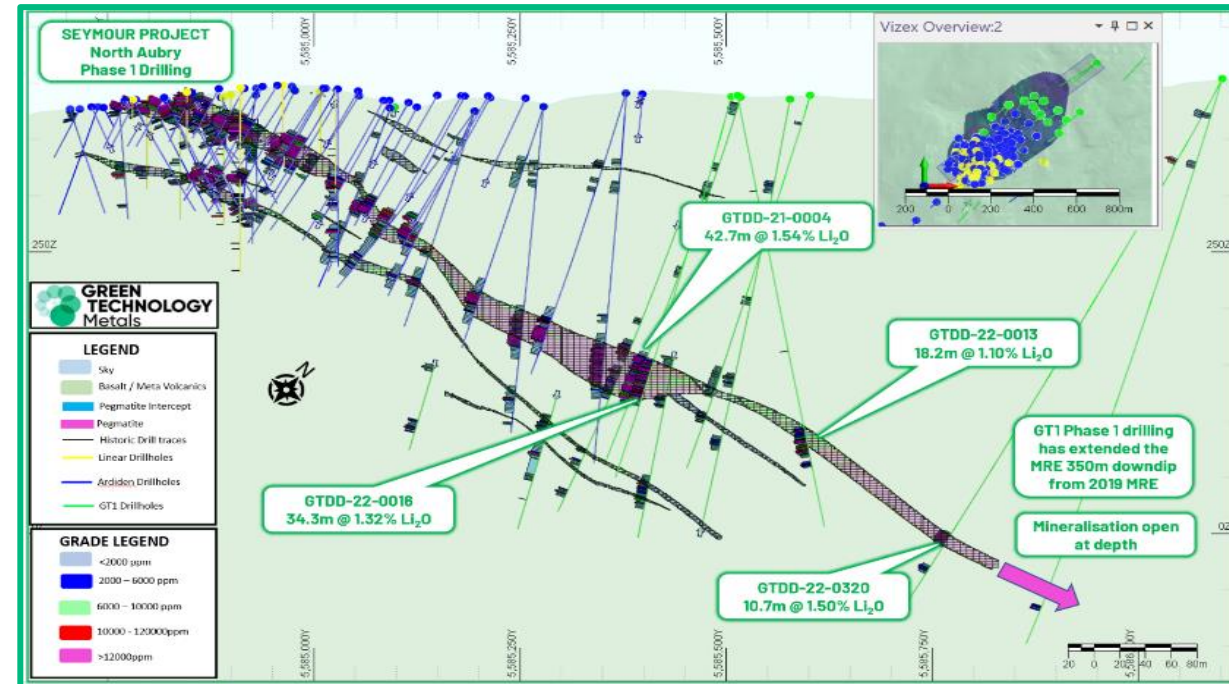 SEYMOUR PROJECT
North Aubry
Phase 1 Drilling
5,585,000Y
5,585,250Y
5,585,500Y
Vizex Overview:2
200 0 200 400 600 800m
250Z
250Z
GTDD-21-0004
42.7m @ 1.54% Li₂O
GREEN
TECHNOLOGY
Metals
LEGEND
Sky
Basalt / Meta Volcanics
Pegmatite Intercept
Pegmatite
Historic Drill traces
Linear Drillholes
Ardiden Drillholes
GT1 Drillholes
N
GTDD-22-0013
18.2m @ 1.10% Li₂O
GT1 Phase 1 drilling
has extended the
MRE 350m downdip
from 2019 MRE
GTDD-22-0016
34.3m @ 1.32% Li₂O
Mineralisation open
at depth
GRADE LEGEND
<2000 ppm
2000 – 6000 ppm
6000 – 10000 ppm
10000 - 120000ppm
>12000ppm
GTDD-22-0320
10.7m @ 1.50% Li₂O
5,585,000Y
5,585,250Y
5,585,500Y
5,585,750Y
20 0 20 40 60 80m